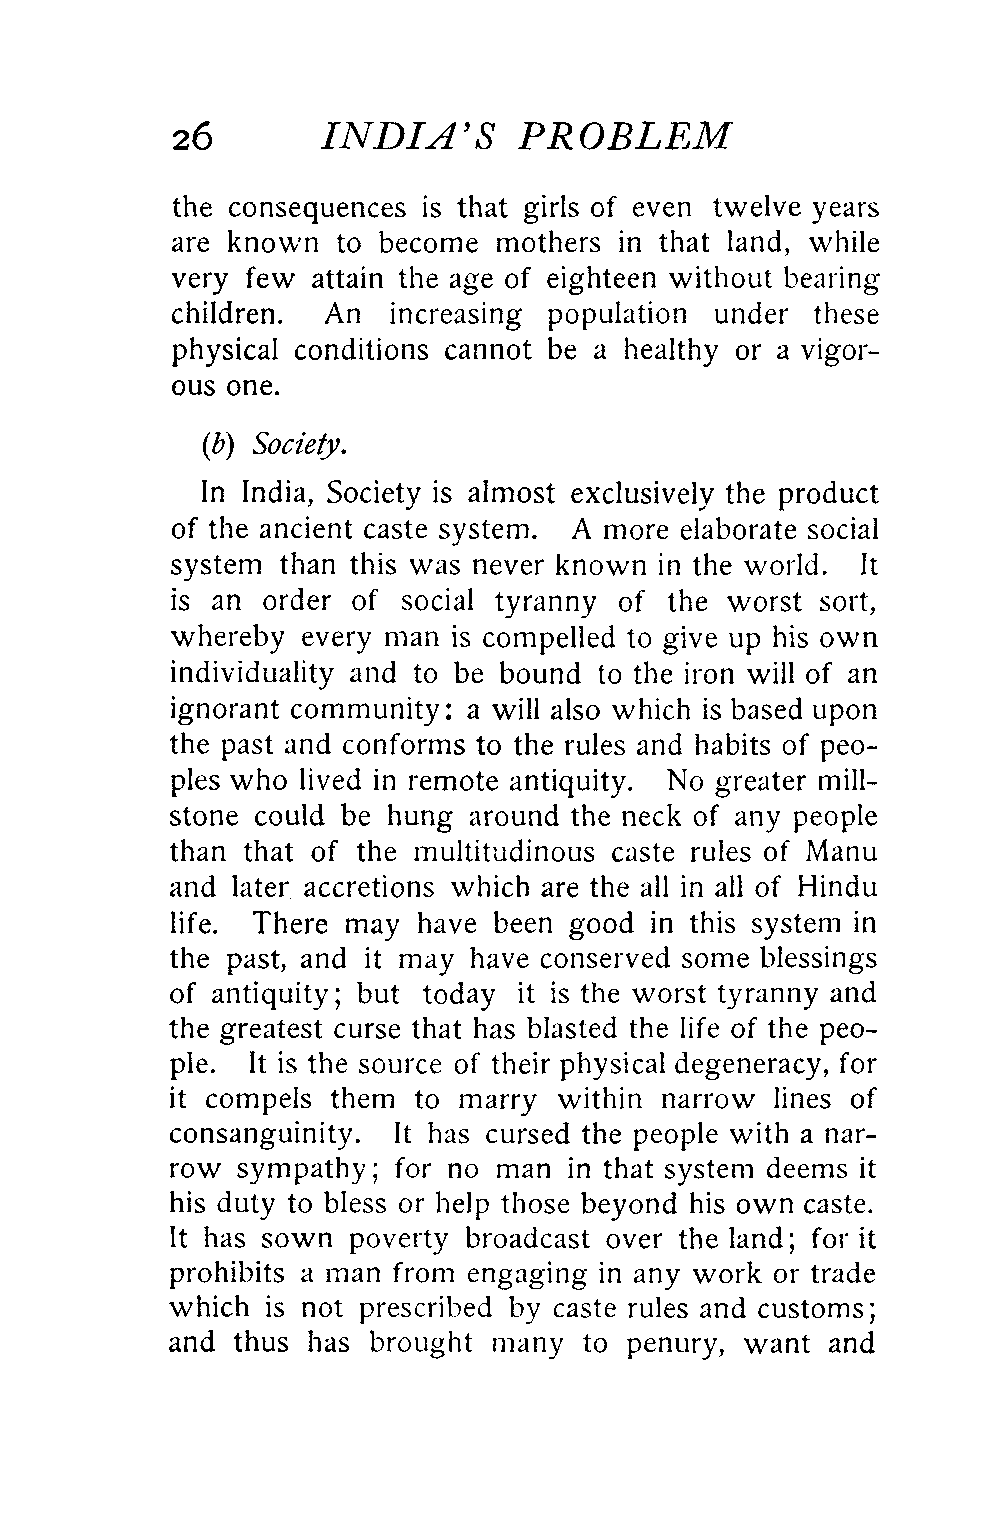 26 INDIA'S PROBLEM
the consequences is that girls of even twelve years
are known to become mothers in that land, while
very few attain the age of eighteen without bearing
children. An increasing population under these
physical conditions cannot be a healthy or a vigor-
ous one.
(b) Society.
In India, Society is almost exclusively the product
of the ancient caste system. A more elaborate social
system than this was never known in the world. It
is an order of social tyranny of the worst sort,
whereby every man is compelled to give up his own
individuality and to be bound to the iron will of an
ignorant community: a will also which is based upon
the past and conforms to the rules and habits of peo-
ples who lived in remote antiquity. No greater mill-
stone could be hung around the neck of any people
than that of the multitudinous caste rules of Manu
and later accretions which are the all in all of Hindu
life. There may have been good in this system in
the past, and it may have conserved some blessings
of antiquity; but today it is the worst tyranny and
the greatest curse that has blasted the life of the peo-
ple. It is the source of their physical degeneracy, for
it compels them to marry within narrow lines of
consanguinity. It has cursed the people with a nar-
row sympathy; for no man in that system deems it
his duty to bless or help those beyond his own caste.
It has sown poverty broadcast over the land; for it
prohibits a man from engaging in any work or trade
which is not prescribed by caste rules and customs;
and thus has brought many to penury, want and